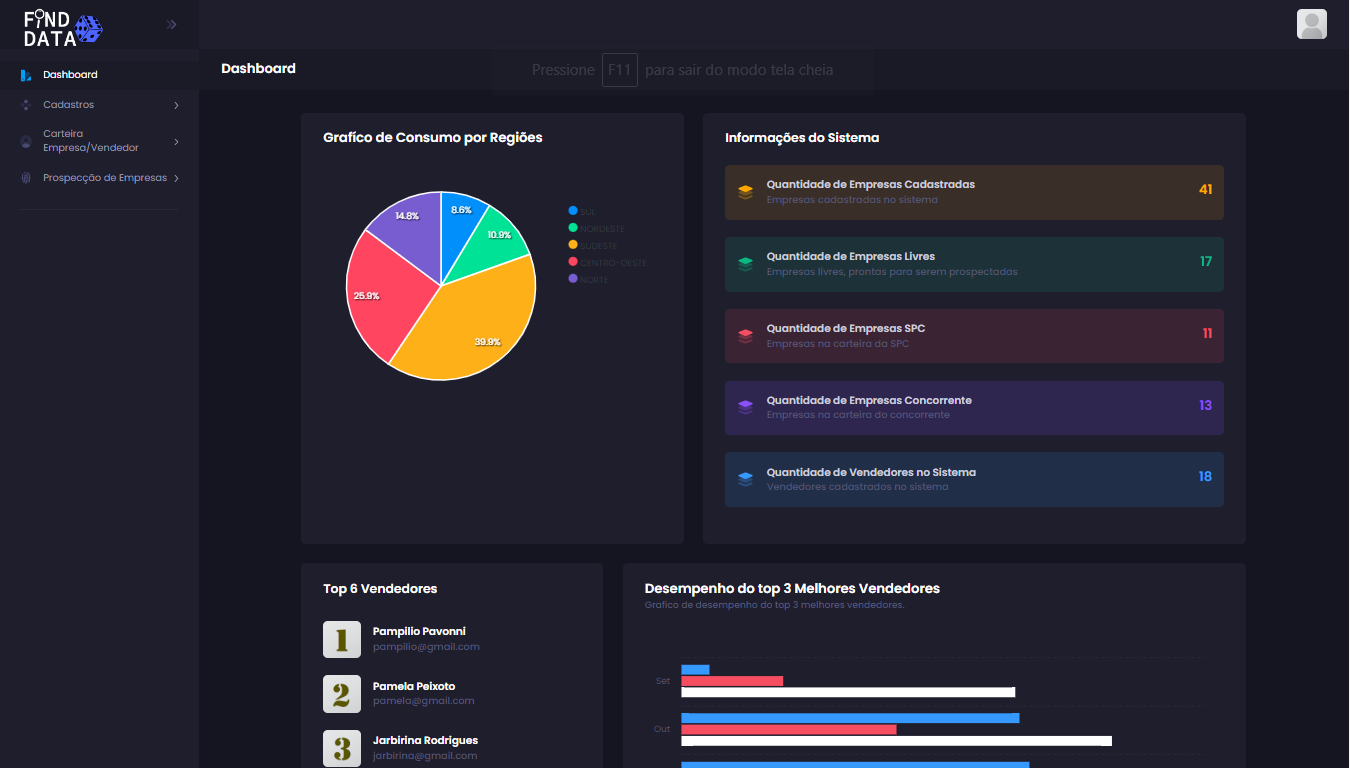 FiND
DATA
Dashboard
Cadastros
Carteira
Empresa/Vendedor
Prospecção de Empresas
Dashboard
Pressione F11 para sair do modo tela cheia
Grafíco de Consumo por Regiões
14.8%
8.6%
10.9%
25.9%
39.9%
SUL
NORDESTE
SUDESTE
CENTRO-OESTE
NORTE
Informações do Sistema
Quantidade de Empresas Cadastradas
Empresas cadastradas no sistema
41
Quantidade de Empresas Livres
Empresas livres, prontas para serem prospectadas
17
Quantidade de Empresas SPC
Empresas na carteira da SPC
11
Quantidade de Empresas Concorrente
Empresas na carteira do concorrente
13
Quantidade de Vendedores no Sistema
Vendedores cadastrados no sistema
18
Top 6 Vendedores
1
Pampilio Pavonni
pampilio@gmail.com
2
Pamela Peixoto
pamela@gmail.com
3
Jarbirina Rodrigues
jarbirina@gmail.com
Desempenho do top 3 Melhores Vendedores
Grafico de desempenho do top 3 melhores vendedores.
Set
Out